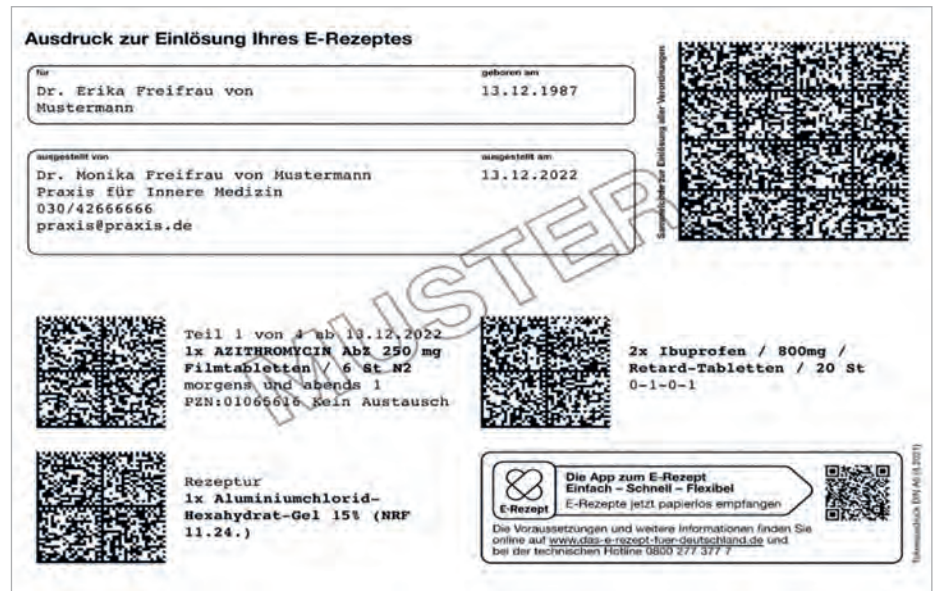 Ausdruck zur Einlösung Ihres E-Rezeptes
für
geboren am
Dr. Erika Freifrau von
13.12.1987
Mustermann
Sammelcode zur Einlösung aller Verordnungen
ausgestellt von
ausgestellt am
Dr. Monika Freifrau von Mustermann
13.12.2022
Praxis für Innere Medizin
030/42666666
praxis@praxis.de
MUSTER
Teil 1 von 4 ab 13.12.2022
1x AZITHROMYCIN AbZ 250 mg
Filmtabletten / 6 St N2
morgens und abends 1
PZN:01065616 Kein Austausch
2x Ibuprofen / 800mg /
Retard-Tabletten / 20 St
0-1-0-1
Rezeptur
1x Aluminiumchlorid-
Hexahydrat-Gel 15% (NRF
11.24.)
E-Rezept
Die App zum E-Rezept
Einfach – Schnell – Flexibel
E-Rezepte jetzt papierlos empfangen
Die Voraussetzungen und weitere Informationen finden Sie
online auf www.das-e-rezept-fuer-deutschland.de und
bei der technischen Hotline 0800 277 377 7
Tokenausdruck DIN A5 (4.2021)